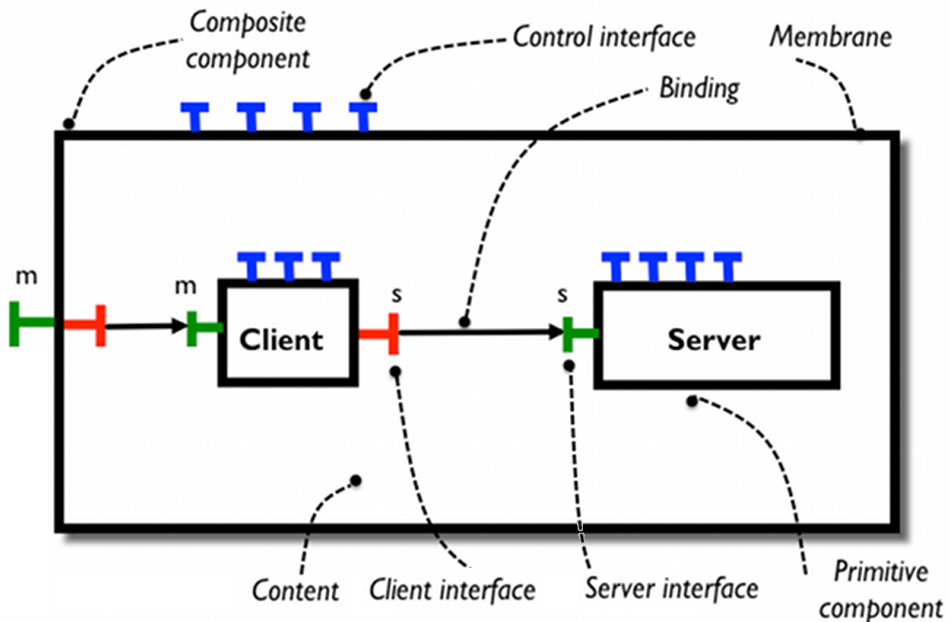 Composite
component
Control interface
Membrane
Binding
m
m
s
s
Client
Server
Content
Client interface
Server interface
Primitive
component